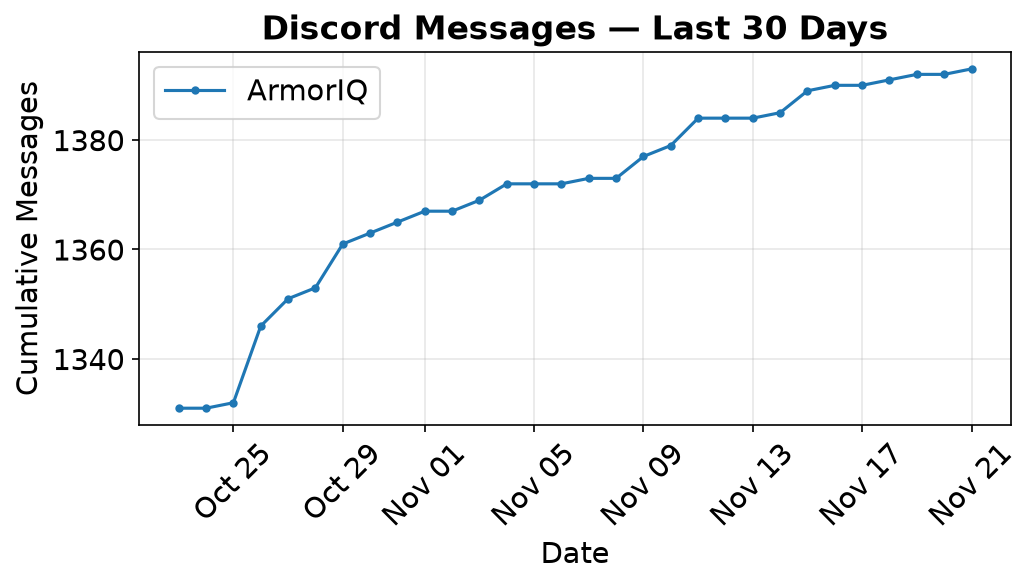 Discord Messages — Last 30 Days
ArmorIQ
Cumulative Messages
1380
1360
1340
Oct 25
Oct 29
Nov 01
Nov 05
Nov 09
Nov 13
Nov 17
Nov 21
Date